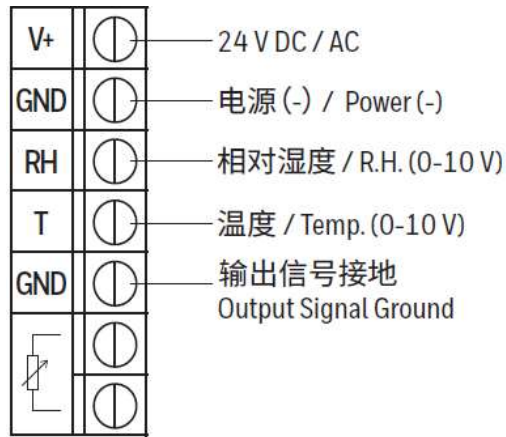 V+ 24 V DC / AC
GND 电源(-) / Power (-)
RH 相对湿度 / R.H. (0-10 V)
T 温度 / Temp. (0-10 V)
GND 输出信号接地
Output Signal Ground